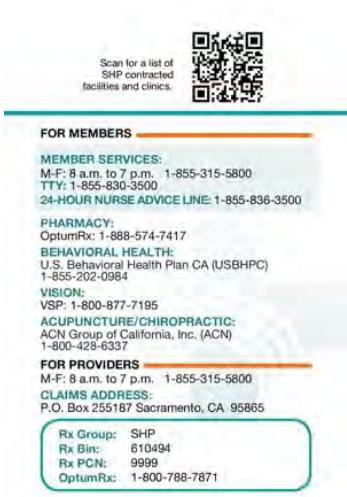 Scan for a list of
SHP contracted
facilities and clinics.
FOR MEMBERS
MEMBER SERVICES:
M-F: 8 a.m. to 7 p.m. 1-855-315-5800
TTY: 1-855-830-3500
24-HOUR NURSE ADVICE LINE: 1-855-836-3500
PHARMACY:
OptumRx: 1-888-574-7417
BEHAVIORAL HEALTH:
U.S. Behavioral Health Plan CA (USBHPC)
1-855-202-0984
VISION:
VSP: 1-800-877-7195
ACUPUNCTURE/CHIROPRACTIC:
ACN Group of California, Inc. (ACN)
1-800-428-6337
FOR PROVIDERS
M-F: 8 a.m. to 7 p.m. 1-855-315-5800
CLAIMS ADDRESS:
P.O. Box 255187 Sacramento, CA 95865
Rx Group: SHP
Rx Bin: 610494
Rx PCN: 9999
OptumRx: 1-800-788-7871